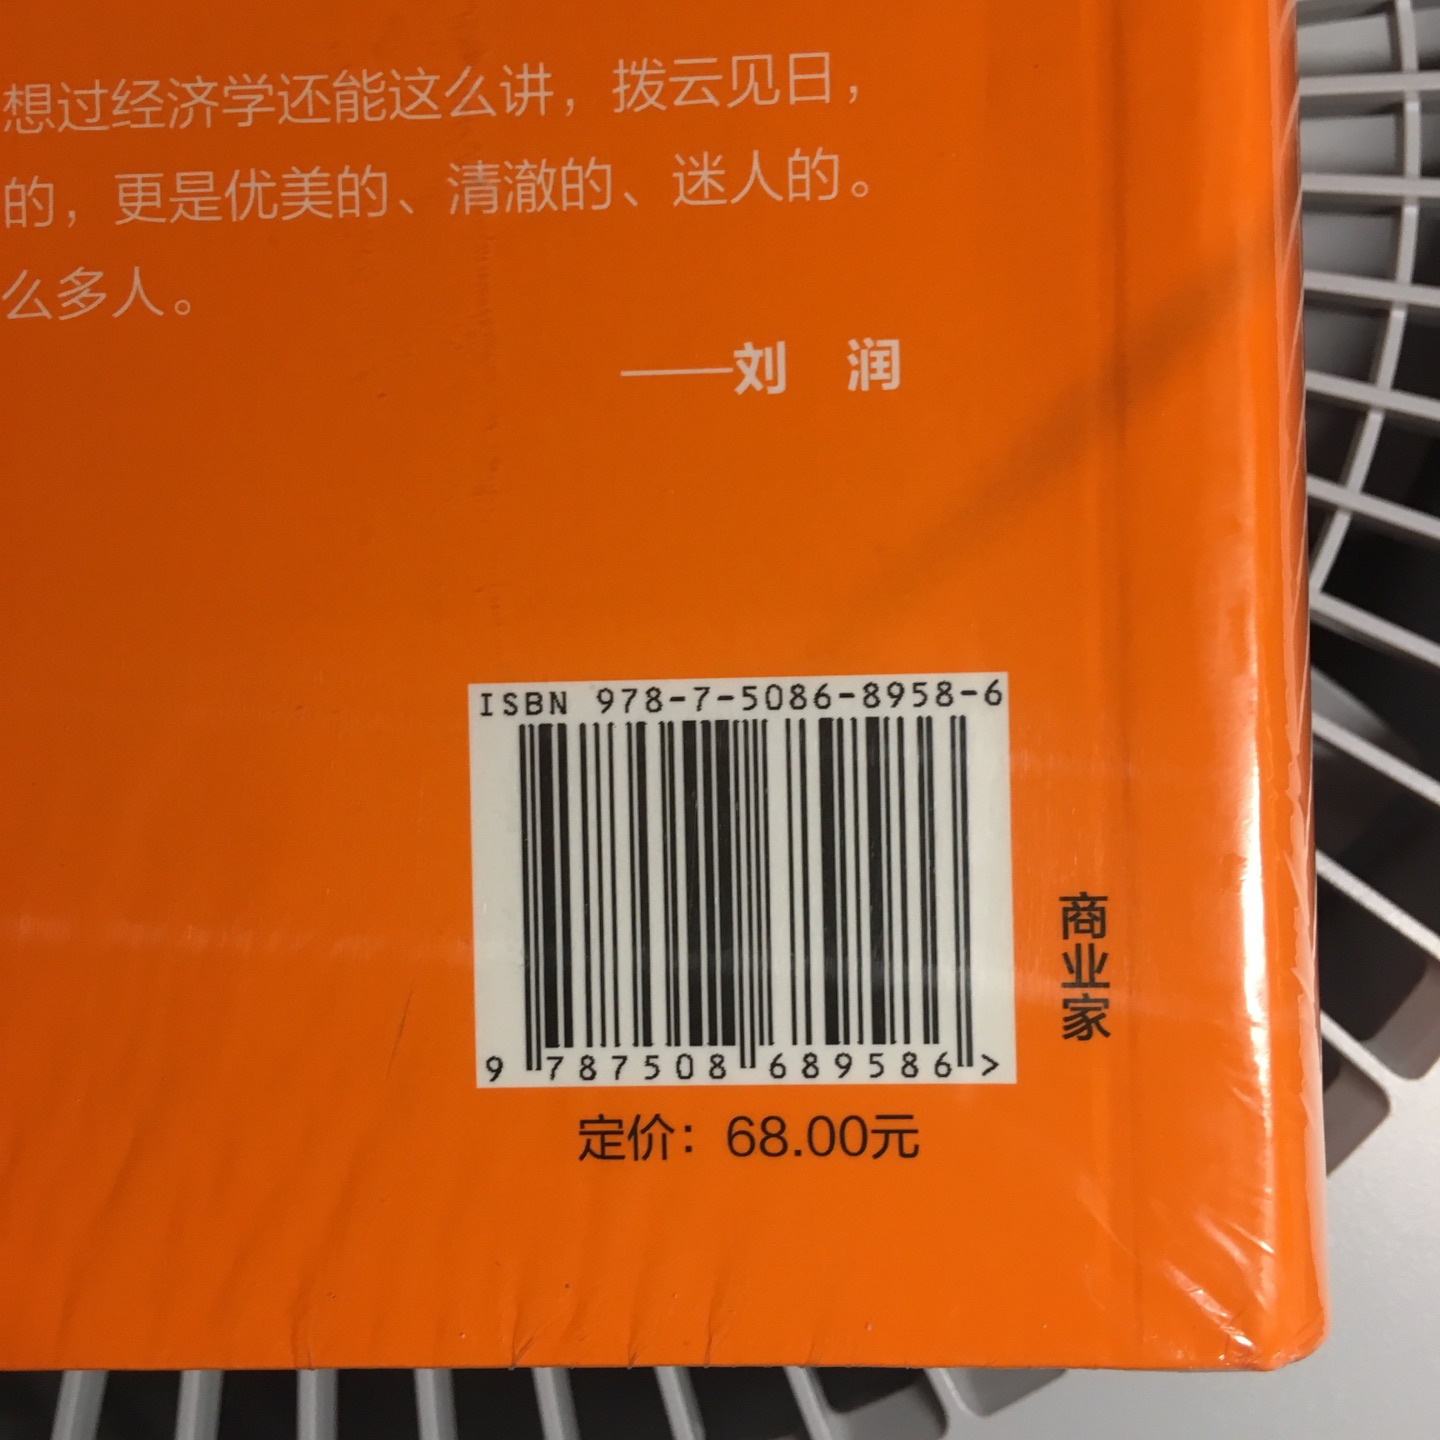 想过经济学还能这么讲，拨云见日，
的，更是优美的、清澈的、迷人的。
么多人。
——刘 润
ISBN 978-7-5086-8958-6
9 787508 689586 >
商业家
定价：68.00元